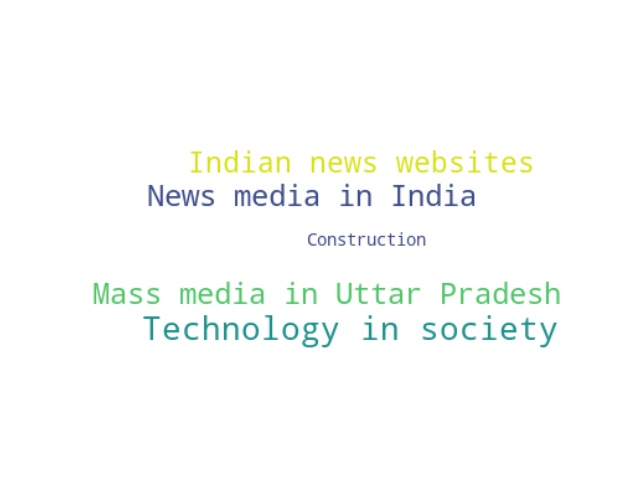 Indian news websites
News media in India
Construction
Mass media in Uttar Pradesh
Technology in society